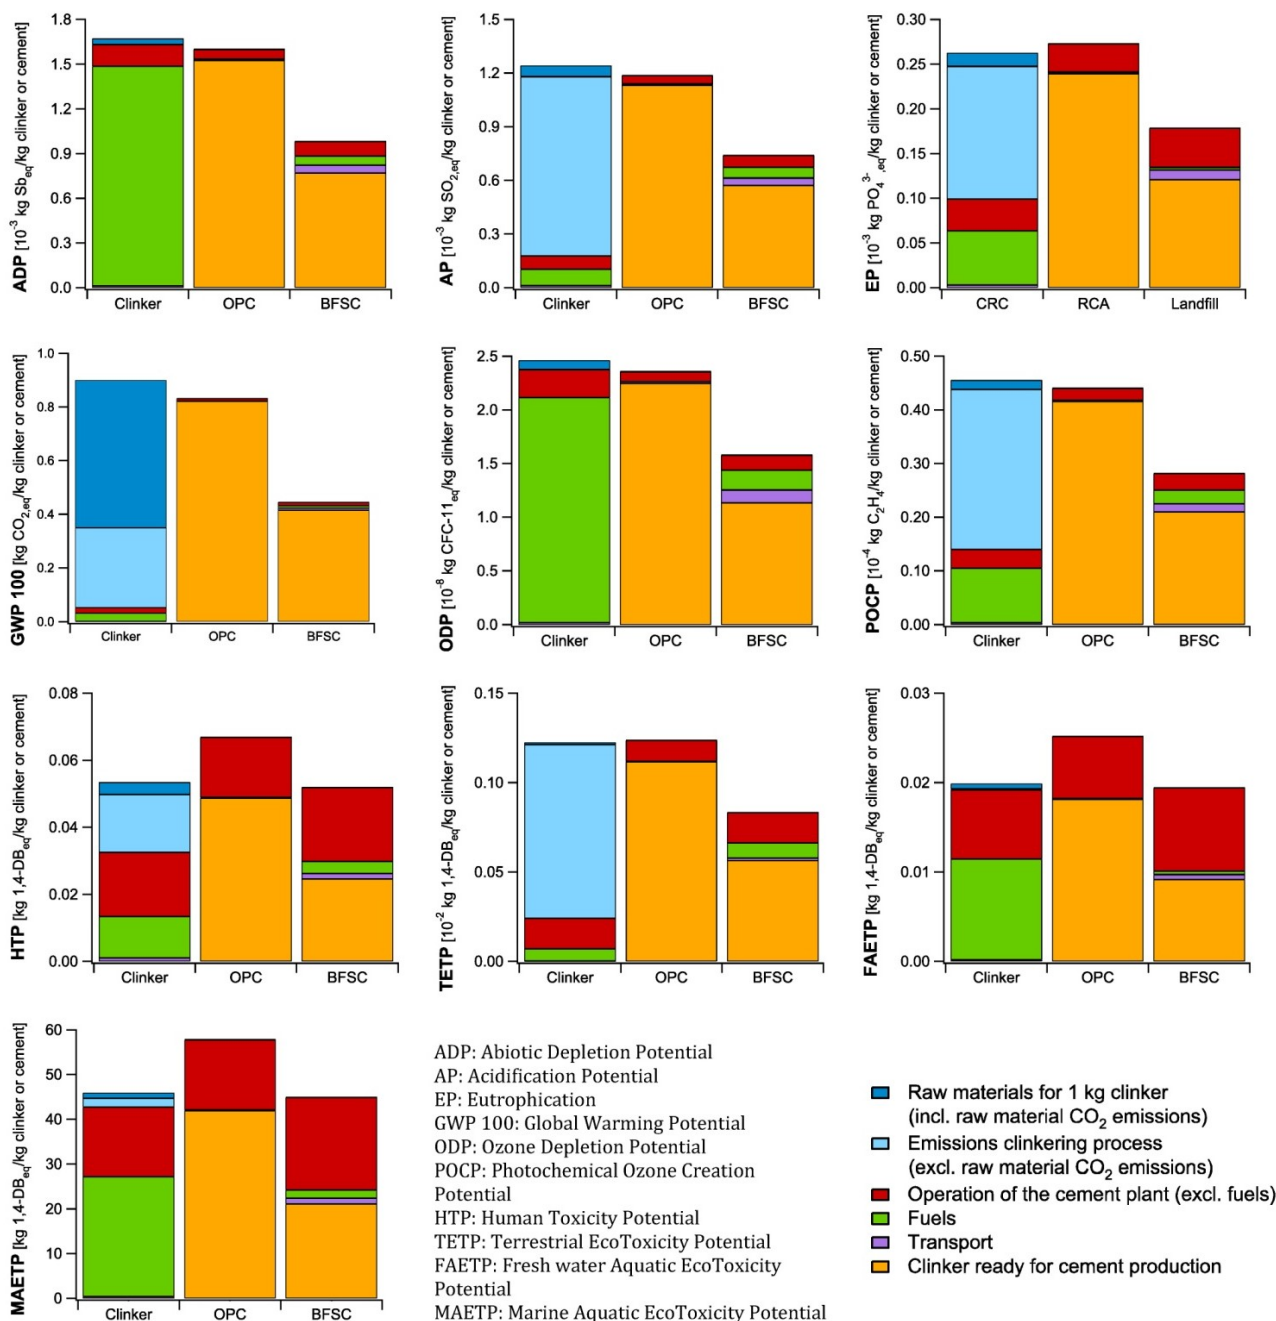 ADP [10-3 kg Sbeq/kg clinker or cement]
1.8
1.5
1.2
0.9
0.6
0.3
0.0
Clinker OPC BFSC
AP [10-3 kg SO2,eq/kg clinker or cement]
1.5
1.2
0.9
0.6
0.3
0.0
Clinker OPC BFSC
EP [10-3 kg PO4 3-,eq/kg clinker or cement]
0.30
0.25
0.20
0.15
0.10
0.05
0.00
CRC RCA Landfill
GWP 100 [kg CO2,eq/kg clinker or cement]
1.0
0.8
0.6
0.4
0.2
0.0
Clinker OPC BFSC
ODP [10-8 kg CFC-11eq/kg clinker or cement]
2.5
2.0
1.5
1.0
0.5
0.0
Clinker OPC BFSC
POCP [10-4 kg C2H4/kg clinker or cement]
0.50
0.40
0.30
0.20
0.10
0.00
Clinker OPC BFSC
HTP [kg 1,4-DBeq/kg clinker or cement]
0.08
0.06
0.04
0.02
0.00
Clinker OPC BFSC
TETP [10-2 kg 1,4-DBeq/kg clinker or cement]
0.15
0.10
0.05
0.00
Clinker OPC BFSC
FAETP [kg 1,4-DBeq/kg clinker or cement]
0.03
0.02
0.01
0.00
Clinker OPC BFSC
MAETP [kg 1,4-DBeq/kg clinker or cement]
60
50
40
30
20
10
0
Clinker OPC BFSC
ADP: Abiotic Depletion Potential
AP: Acidification Potential
EP: Eutrophication
GWP 100: Global Warming Potential
ODP: Ozone Depletion Potential
POCP: Photochemical Ozone Creation
Potential
HTP: Human Toxicity Potential
TETP: Terrestrial EcoToxicity Potential
FAETP: Fresh water Aquatic EcoToxicity
Potential
MAETP: Marine Aquatic EcoToxicity Potential
Raw materials for 1 kg clinker
(incl. raw material CO2 emissions)
Emissions clinkering process
(excl. raw material CO2 emissions)
Operation of the cement plant (excl. fuels)
Fuels
Transport
Clinker ready for cement production